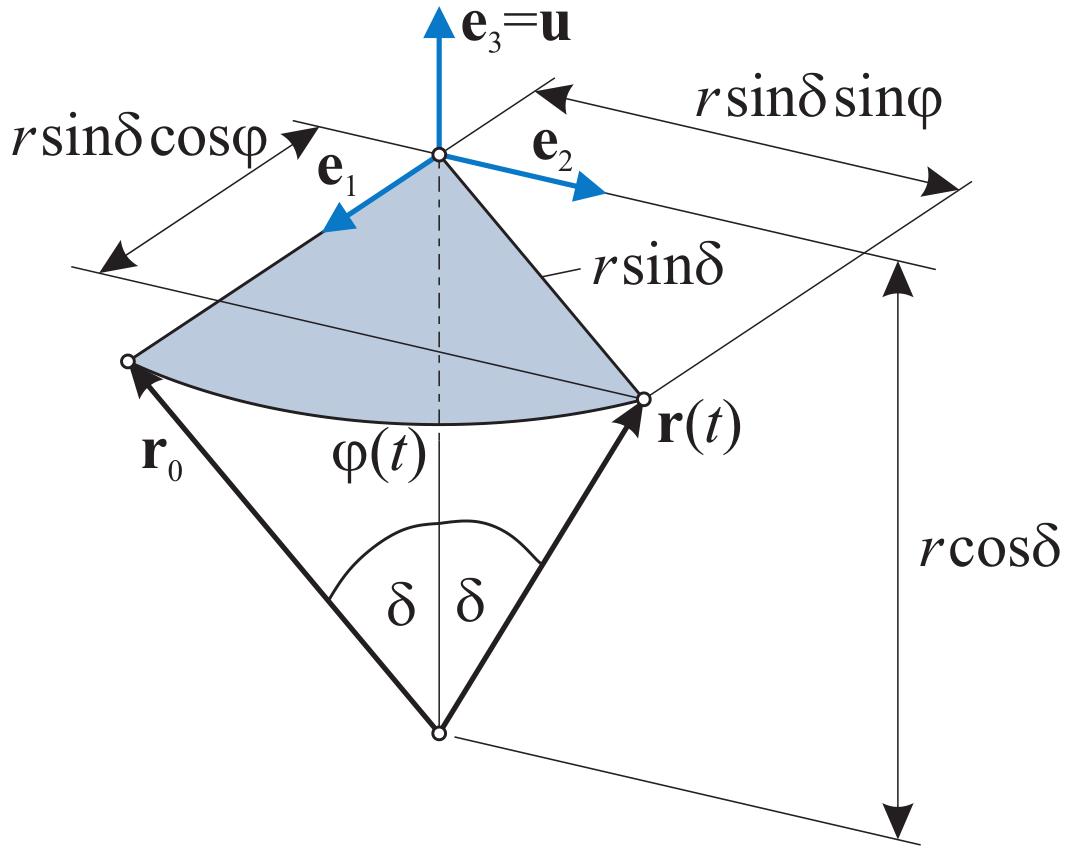 e₃=u
r sinδ sinφ
r sinδ cosφ
e₂
e₁
r sinδ
r₀
φ(t)
r(t)
r cosδ
δ
δ